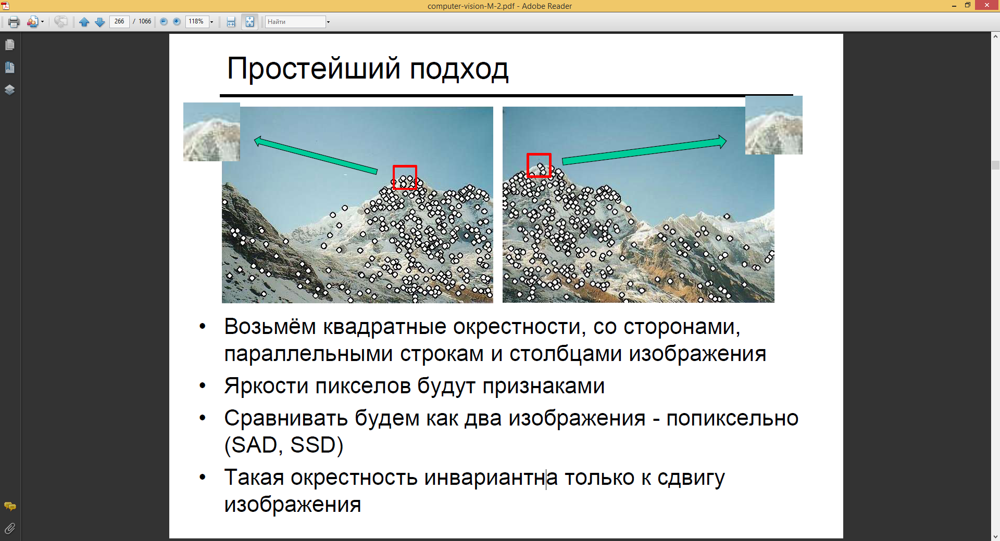 computer-vision-M-2.pdf - Adobe Reader
266 / 1066 118% Найти
Простейший подход
• Возьмём квадратные окрестности, со сторонами,
параллельными строкам и столбцами изображения
• Яркости пикселов будут признаками
• Сравнивать будем как два изображения - попиксельно
(SAD, SSD)
• Такая окрестность инвариантна только к сдвигу
изображения